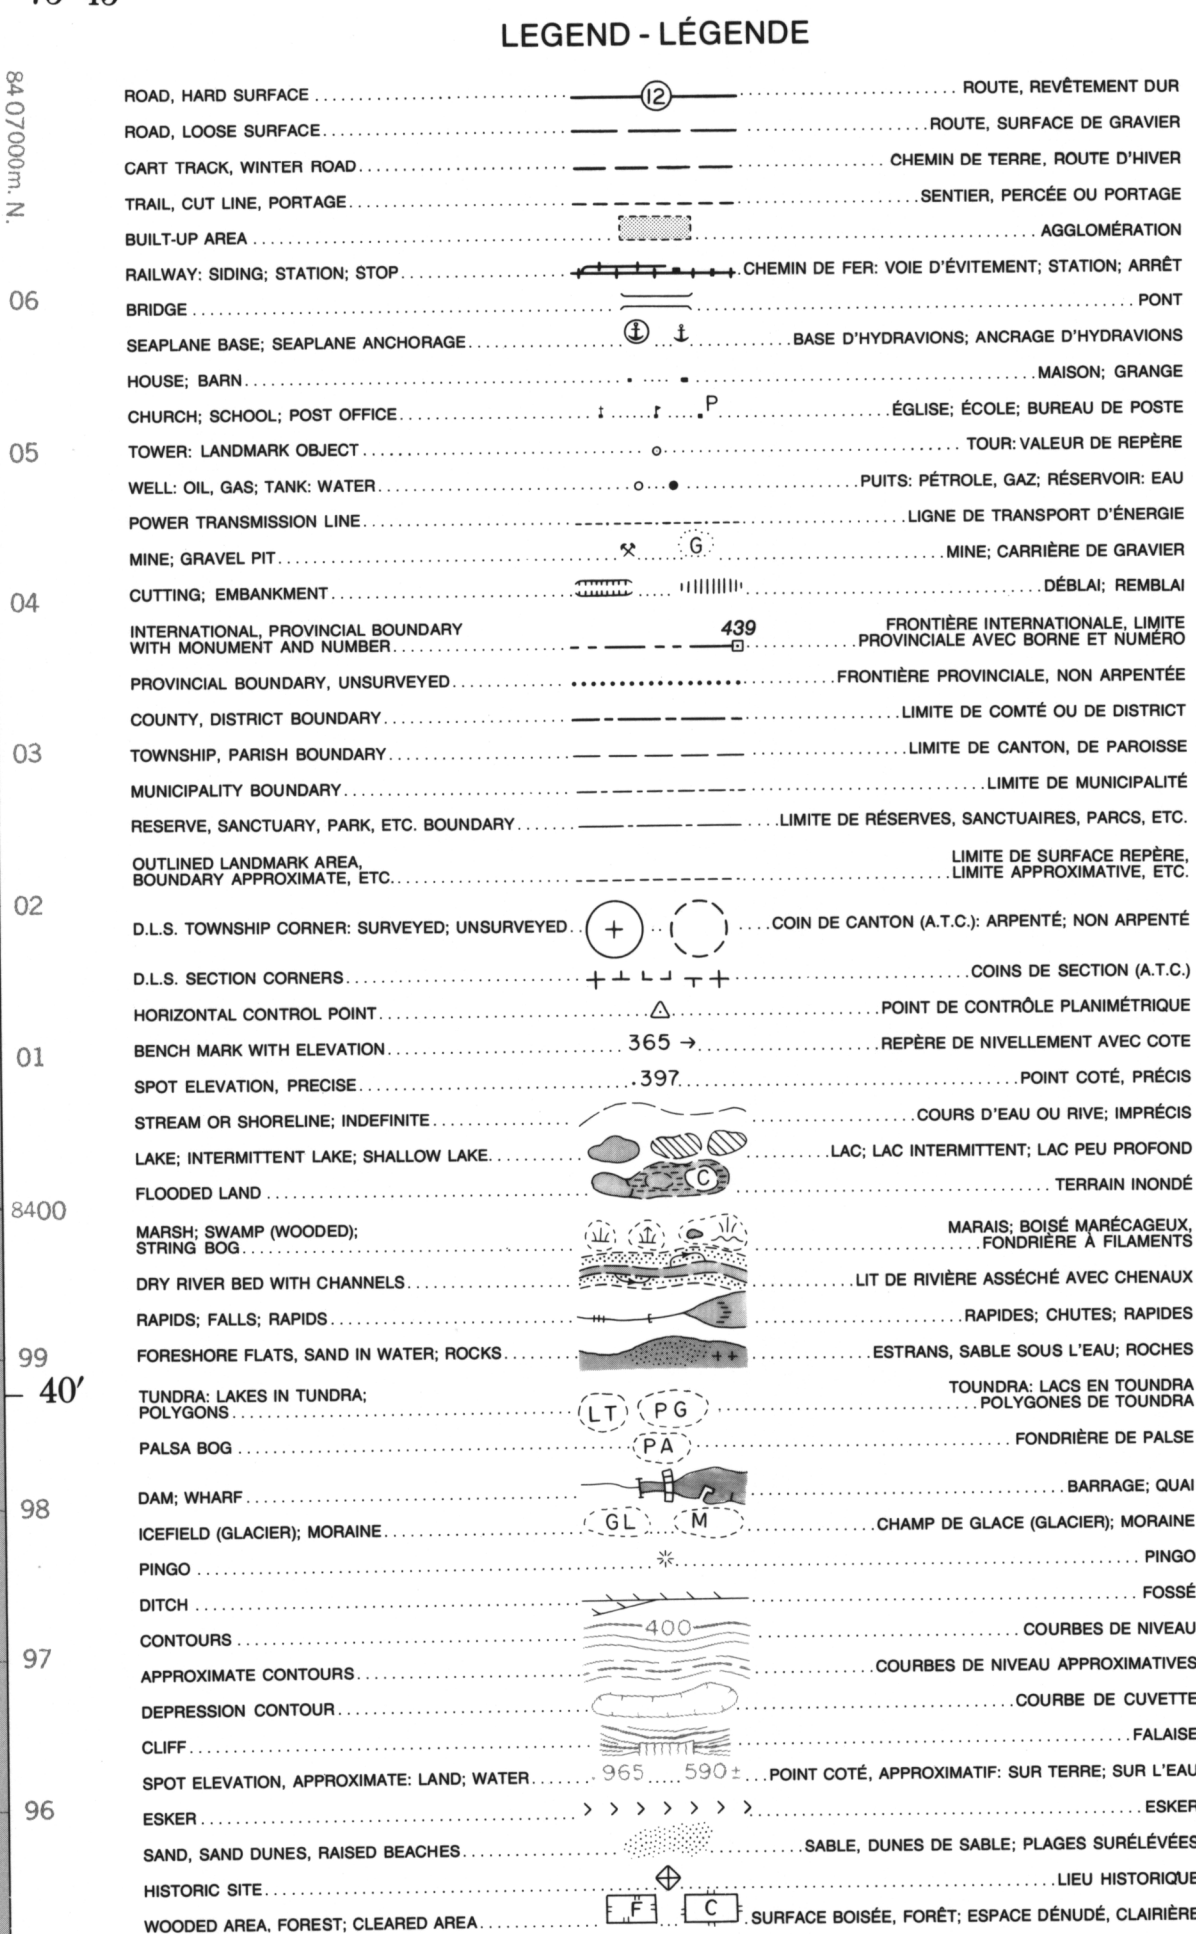 LEGEND - LÉGENDE
84 07000m. N.
ROAD, HARD SURFACE 12 ROUTE, REVÊTEMENT DUR
ROAD, LOOSE SURFACE ROUTE, SURFACE DE GRAVIER
CART TRACK, WINTER ROAD CHEMIN DE TERRE, ROUTE D'HIVER
TRAIL, CUT LINE, PORTAGE SENTIER, PERCÉE OU PORTAGE
BUILT-UP AREA AGGLOMÉRATION
RAILWAY: SIDING; STATION; STOP CHEMIN DE FER: VOIE D'ÉVITEMENT; STATION; ARRÊT
06
BRIDGE PONT
SEAPLANE BASE; SEAPLANE ANCHORAGE BASE D'HYDRAVIONS; ANCRAGE D'HYDRAVIONS
HOUSE; BARN MAISON; GRANGE
CHURCH; SCHOOL; POST OFFICE P ÉGLISE; ÉCOLE; BUREAU DE POSTE
05
TOWER: LANDMARK OBJECT TOUR: VALEUR DE REPÈRE
WELL: OIL, GAS; TANK: WATER PUITS: PÉTROLE, GAZ; RÉSERVOIR: EAU
POWER TRANSMISSION LINE LIGNE DE TRANSPORT D'ÉNERGIE
MINE; GRAVEL PIT G MINE; CARRIÈRE DE GRAVIER
CUTTING; EMBANKMENT DÉBLAI; REMBLAI
04
INTERNATIONAL, PROVINCIAL BOUNDARY 439 FRONTIÈRE INTERNATIONALE, LIMITE
WITH MONUMENT AND NUMBER PROVINCIALE AVEC BORNE ET NUMÉRO
PROVINCIAL BOUNDARY, UNSURVEYED FRONTIÈRE PROVINCIALE, NON ARPENTÉE
COUNTY, DISTRICT BOUNDARY LIMITE DE COMTÉ OU DE DISTRICT
03
TOWNSHIP, PARISH BOUNDARY LIMITE DE CANTON, DE PAROISSE
MUNICIPALITY BOUNDARY LIMITE DE MUNICIPALITÉ
RESERVE, SANCTUARY, PARK, ETC. BOUNDARY LIMITE DE RÉSERVES, SANCTUAIRES, PARCS, ETC.
OUTLINED LANDMARK AREA, LIMITE DE SURFACE REPÈRE,
BOUNDARY APPROXIMATE, ETC. LIMITE APPROXIMATIVE, ETC.
02
D.L.S. TOWNSHIP CORNER: SURVEYED; UNSURVEYED COIN DE CANTON (A.T.C.): ARPENTÉ; NON ARPENTÉ
D.L.S. SECTION CORNERS COINS DE SECTION (A.T.C.)
HORIZONTAL CONTROL POINT POINT DE CONTRÔLE PLANIMÉTRIQUE
01
BENCH MARK WITH ELEVATION 365 → REPÈRE DE NIVELLEMENT AVEC COTE
SPOT ELEVATION, PRECISE .397 POINT COTÉ, PRÉCIS
STREAM OR SHORELINE; INDEFINITE COURS D'EAU OU RIVE; IMPRÉCIS
LAKE; INTERMITTENT LAKE; SHALLOW LAKE LAC; LAC INTERMITTENT; LAC PEU PROFOND
FLOODED LAND C TERRAIN INONDÉ
8400
MARSH; SWAMP (WOODED); MARAIS; BOISÉ MARÉCAGEUX,
STRING BOG FONDRIÈRE À FILAMENTS
DRY RIVER BED WITH CHANNELS LIT DE RIVIÈRE ASSÉCHÉ AVEC CHENAUX
RAPIDS; FALLS; RAPIDS RAPIDES; CHUTES; RAPIDES
99
FORESHORE FLATS, SAND IN WATER; ROCKS ESTRANS, SABLE SOUS L'EAU; ROCHES
40′
TUNDRA: LAKES IN TUNDRA; TOUNDRA: LACS EN TOUNDRA
POLYGONS LT PG POLYGONES DE TOUNDRA
PALSA BOG PA FONDRIÈRE DE PALSE
DAM; WHARF BARRAGE; QUAI
98
ICEFIELD (GLACIER); MORAINE GL M CHAMP DE GLACE (GLACIER); MORAINE
PINGO PINGO
DITCH FOSSÉ
CONTOURS 400 COURBES DE NIVEAU
97
APPROXIMATE CONTOURS COURBES DE NIVEAU APPROXIMATIVES
DEPRESSION CONTOUR COURBE DE CUVETTE
CLIFF FALAISE
SPOT ELEVATION, APPROXIMATE: LAND; WATER .965 590± POINT COTÉ, APPROXIMATIF: SUR TERRE; SUR L'EAU
96
ESKER ESKER
SAND, SAND DUNES, RAISED BEACHES SABLE, DUNES DE SABLE; PLAGES SURÉLÉVÉES
HISTORIC SITE LIEU HISTORIQUE
WOODED AREA, FOREST; CLEARED AREA F C SURFACE BOISÉE, FORÊT; ESPACE DÉNUDÉ, CLAIRIÈRE